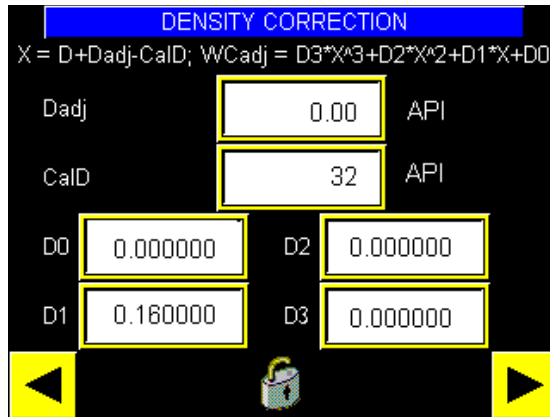 DENSITY CORRECTION
X = D+Dadj-CalD; WCadj = D3*X^3+D2*X^2+D1*X+D0
Dadj 0.00 API
CalD 32 API
D0 0.000000 D2 0.000000
D1 0.160000 D3 0.000000